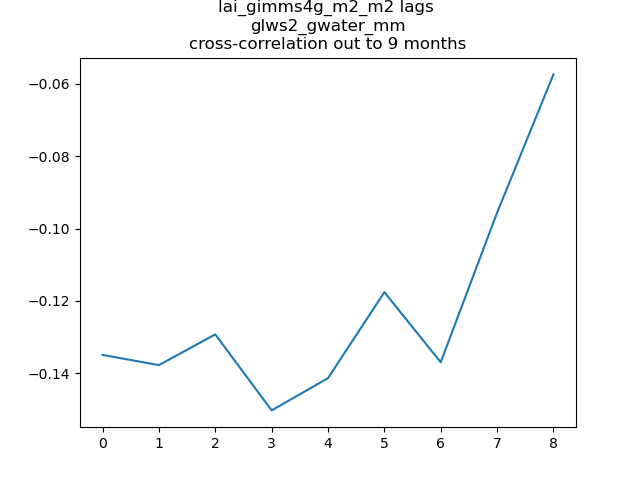 lai_gimms4g_m2_m2 lags
glws2_gwater_mm
cross-correlation out to 9 months
−0.06
−0.08
−0.10
−0.12
−0.14
0 1 2 3 4 5 6 7 8